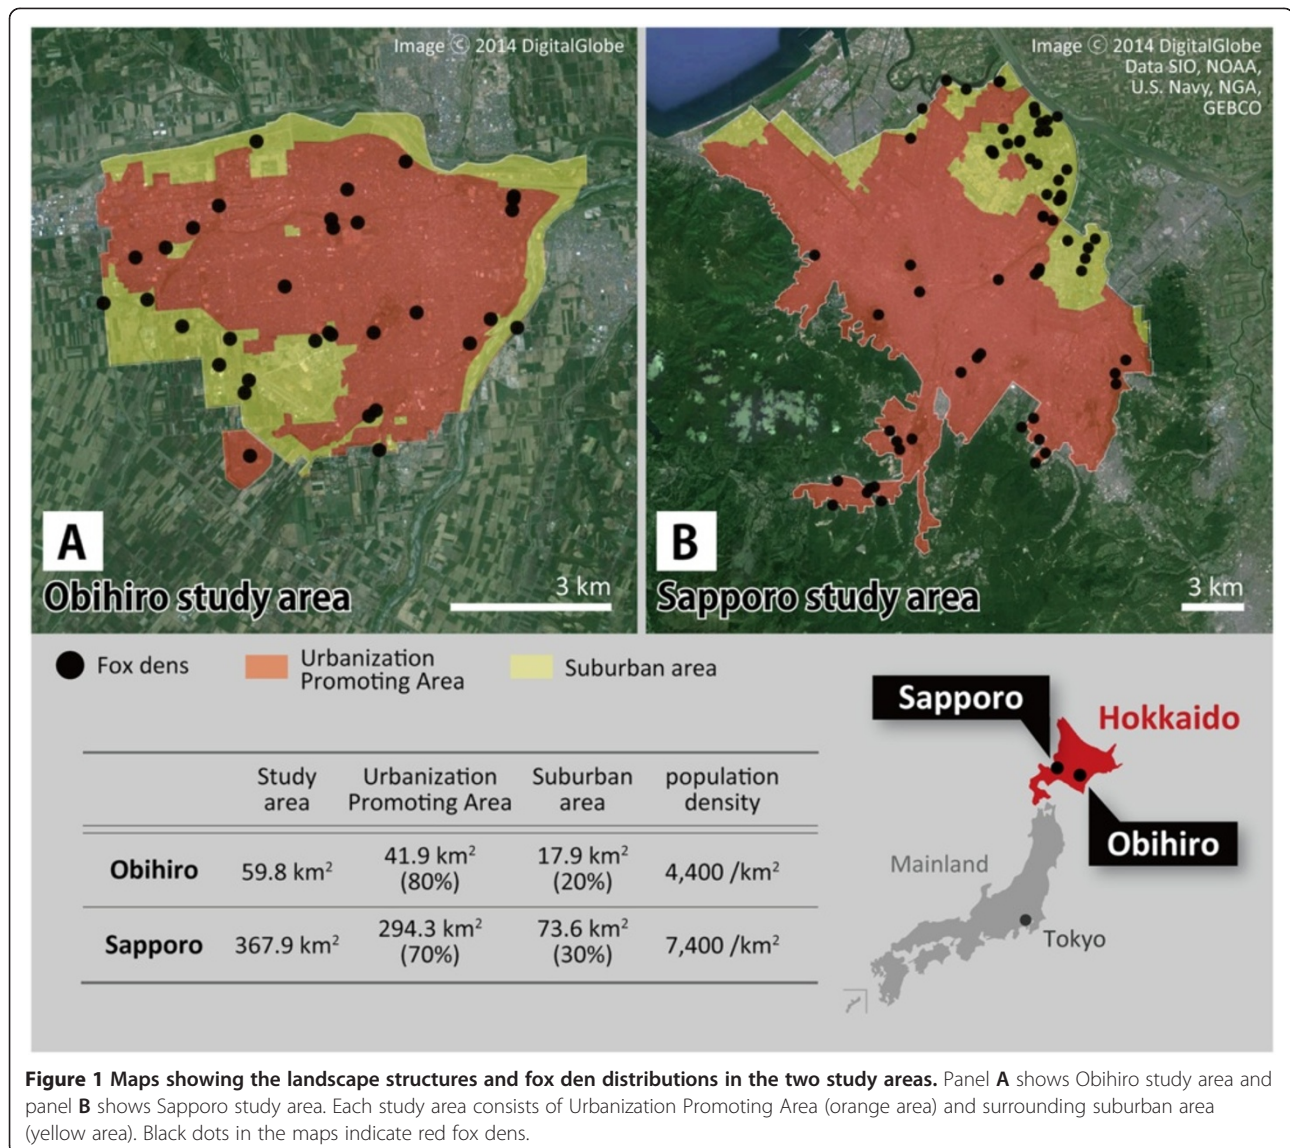 Image © 2014 DigitalGlobe
A
Obihiro study area
3 km
Image © 2014 DigitalGlobe
Data SIO, NOAA,
U.S. Navy, NGA,
GEBCO
B
Sapporo study area
3 km
Fox dens
Urbanization
Promoting Area
Suburban area
Study
area
Urbanization
Promoting Area
Suburban
area
population
density
Obihiro
59.8 km²
41.9 km²
(80%)
17.9 km²
(20%)
4,400 /km²
Sapporo
367.9 km²
294.3 km²
(70%)
73.6 km²
(30%)
7,400 /km²
Sapporo
Hokkaido
Obihiro
Mainland
Tokyo
Figure 1 Maps showing the landscape structures and fox den distributions in the two study areas. Panel A shows Obihiro study area and
panel B shows Sapporo study area. Each study area consists of Urbanization Promoting Area (orange area) and surrounding suburban area
(yellow area). Black dots in the maps indicate red fox dens.